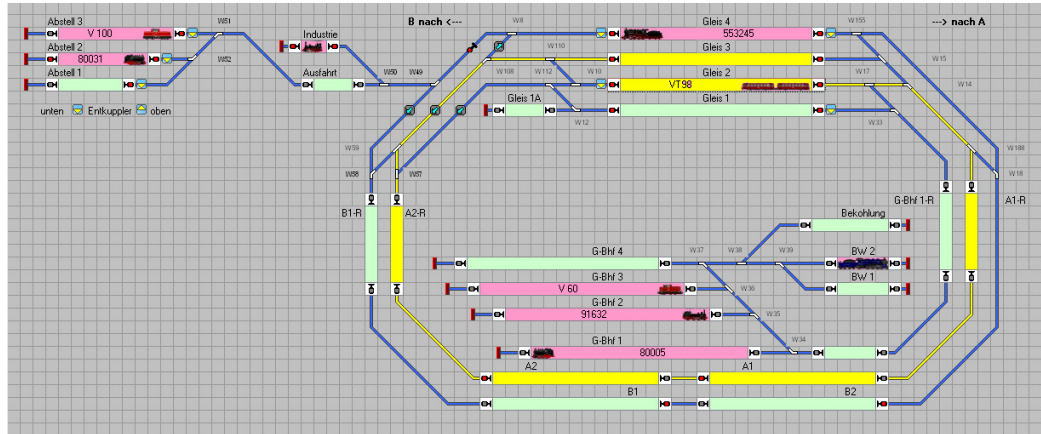 Abstell 3
W51
B nach <---
W8
Gleis 4
W155
---> nach A
V 100
Industrie
553245
Abstell 2
W110
Gleis 3
W15
80031
W52
Abstell 1
Ausfahrt
W50
W49
W108
W112
W10
Gleis 2
W17
VT98
W14
unten
Entkuppler
oben
Gleis 1A
Gleis 1
W12
W33
W59
W188
W58
W57
W18
B1-R
A2-R
G-Bhf 1-R
A1-R
Bekohlung
G-Bhf 4
W37
W38
W39
BW 2
G-Bhf 3
BW 1
V 60
W36
G-Bhf 2
91632
W35
G-Bhf 1
W34
80005
A2
A1
B1
B2